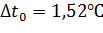 Δt₀ = 1,52°C